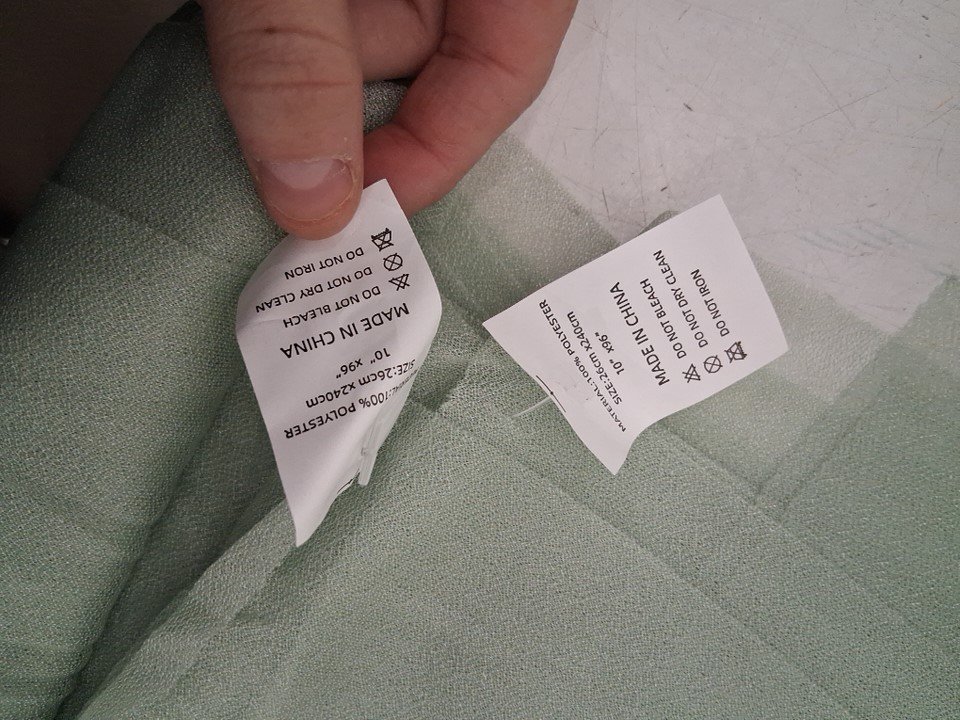 MATERIAL:100% POLYESTER
SIZE:26cm x240cm
10" x96"
MADE IN CHINA
DO NOT BLEACH
DO NOT DRY CLEAN
DO NOT IRON
AL:100% POLYESTER
SIZE:26cm x240cm
10" x96"
MADE IN CHINA
DO NOT BLEACH
DO NOT DRY CLEAN
DO NOT IRON